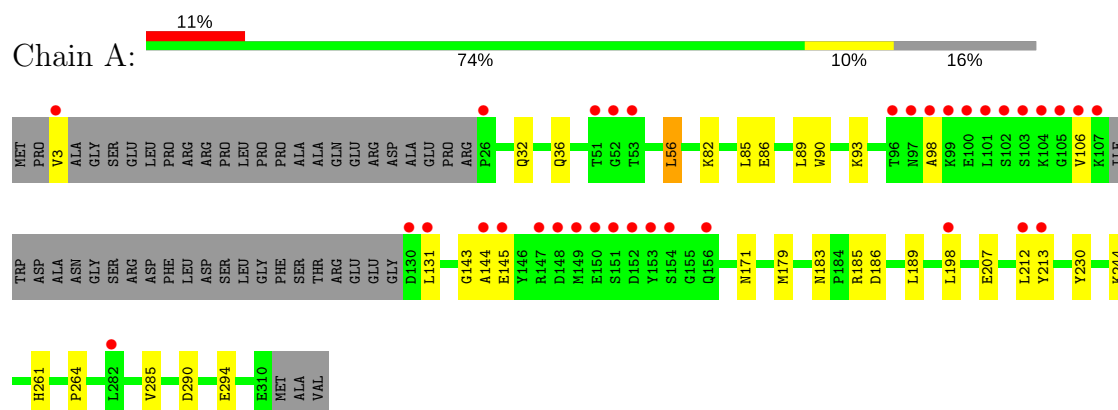 Chain A:
11%
74%
10%
16%
MET PRO V3 ALA GLY SER GLU LEU PRO ARG ARG PRO LEU PRO PRO ALA ALA GLN GLU ARG ASP ALA GLU PRO ARG P26 Q32 Q36 T51 G52 T53 L56 K82 L85 E86 L89 W90 K93 T96 N97 A98 K99 E100 L101 S102 S103 K104 G105 V106 K107 ILE
TRP ASP ALA ASN GLY SER ARG ASP PHE LEU ASP SER LEU GLY PHE SER THR ARG GLU GLU GLY D130 L131 G143 A144 E145 Y146 R147 D148 M149 E150 S151 D152 Y153 S154 G155 Q156 N171 M179 N183 P184 R185 D186 L189 L198 E207 L212 Y213 Y230 K244
H261 P264 L282 V285 D290 E294 E310 MET ALA VAL